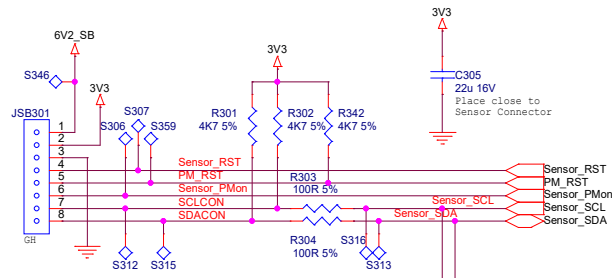 3V3
6V2_SB
3V3
S346
3V3
C305
22u 16V
Place close to
Sensor Connector
JSB301
S307
S306
S359
R301
4K7 5%
R302
4K7 5%
R342
4K7 5%
1
2
3
4
5
6
7
8
Sensor_RST
PM_RST
Sensor_PMon
SCLCON
SDACON
R303
100R 5%
Sensor_SCL
Sensor_SDA
Sensor_RST
PM_RST
Sensor_PMon
Sensor_SCL
Sensor_SDA
GH
S312
S315
R304
100R 5%
S316
S313